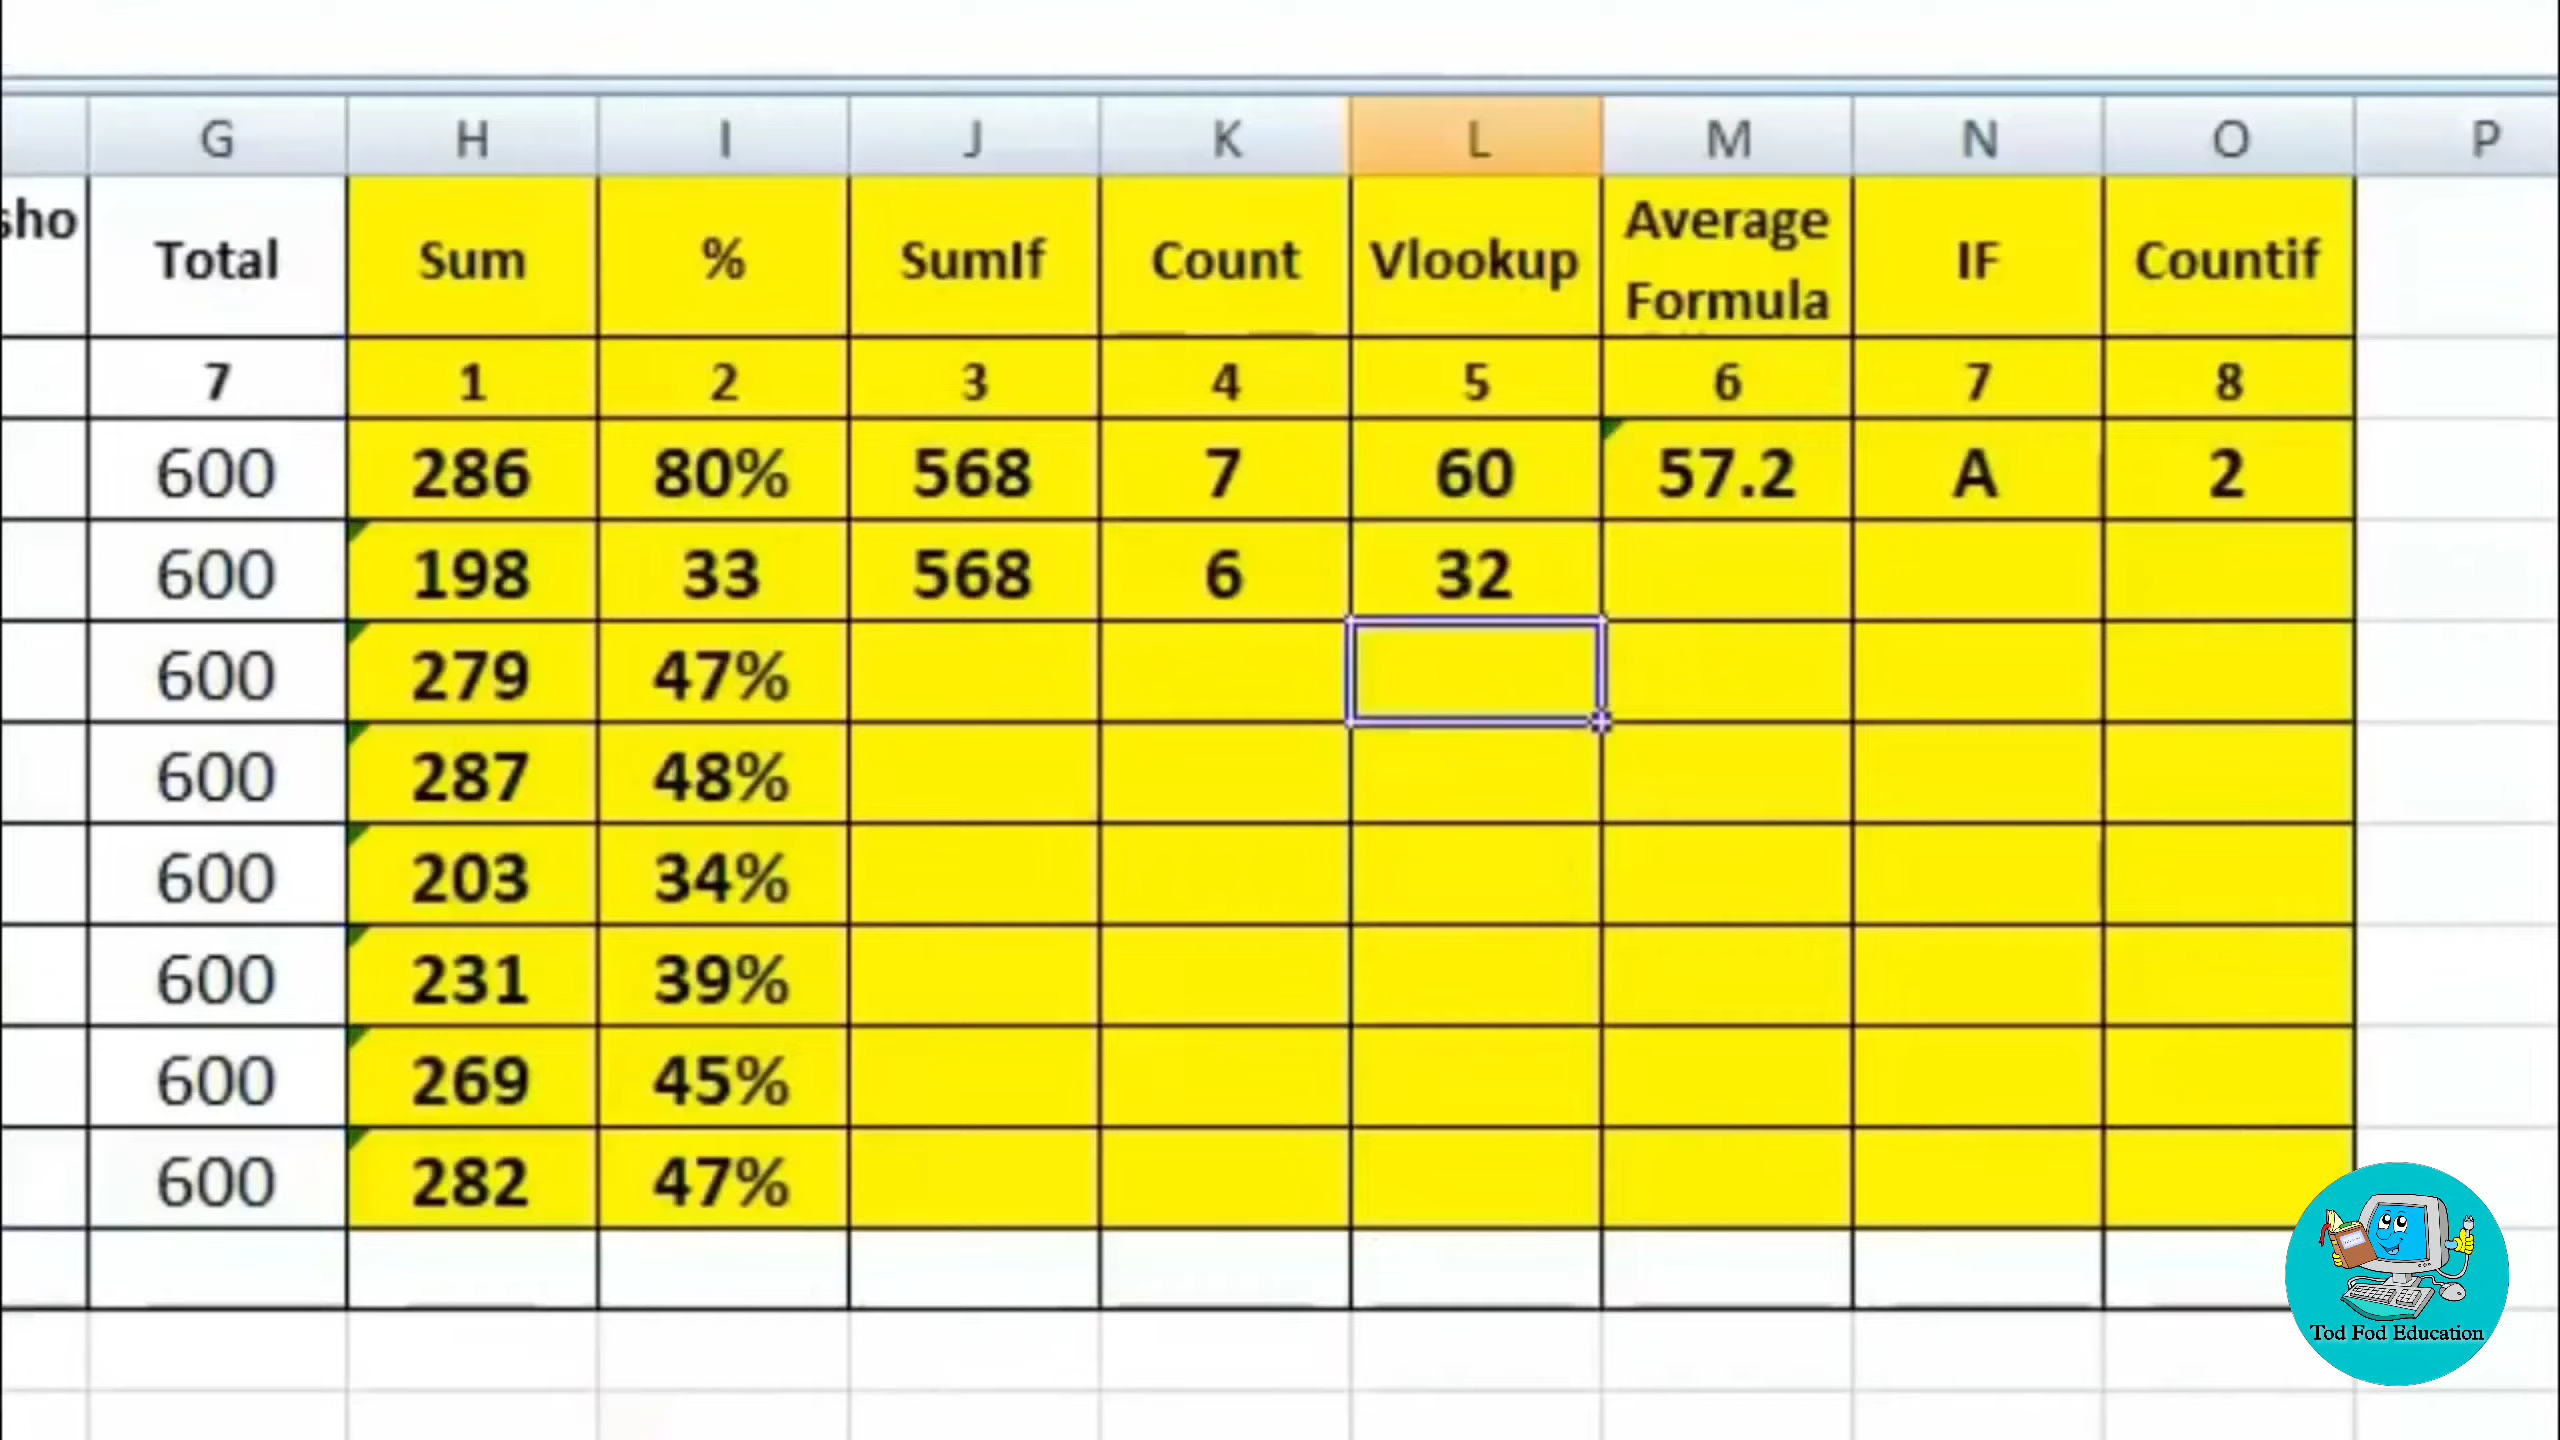 G H I J K L M N O P
sho Total Sum % SumIf Count Vlookup Average Formula IF Countif
7 1 2 3 4 5 6 7 8
600 286 80% 568 7 60 57.2 A 2
600 198 33 568 6 32
600 279 47%
600 287 48%
600 203 34%
600 231 39%
600 269 45%
600 282 47%
Tod Fod Education